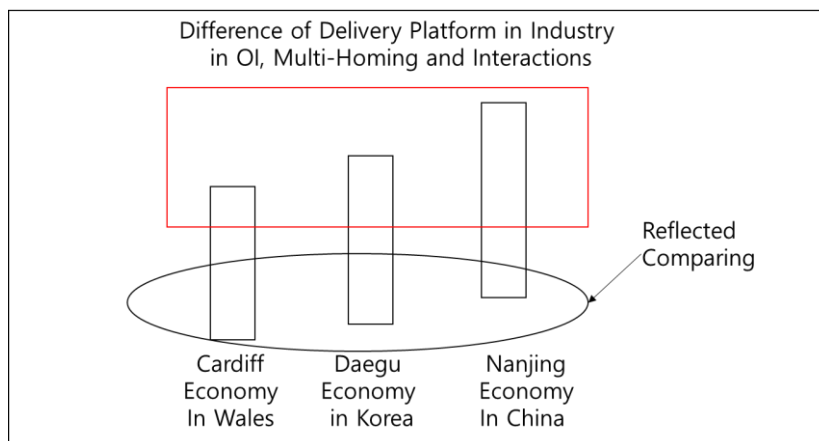 Difference of Delivery Platform in Industry
in OI, Multi-Homing and Interactions
Reflected
Comparing
Cardiff
Economy
In Wales
Daegu
Economy
in Korea
Nanjing
Economy
In China